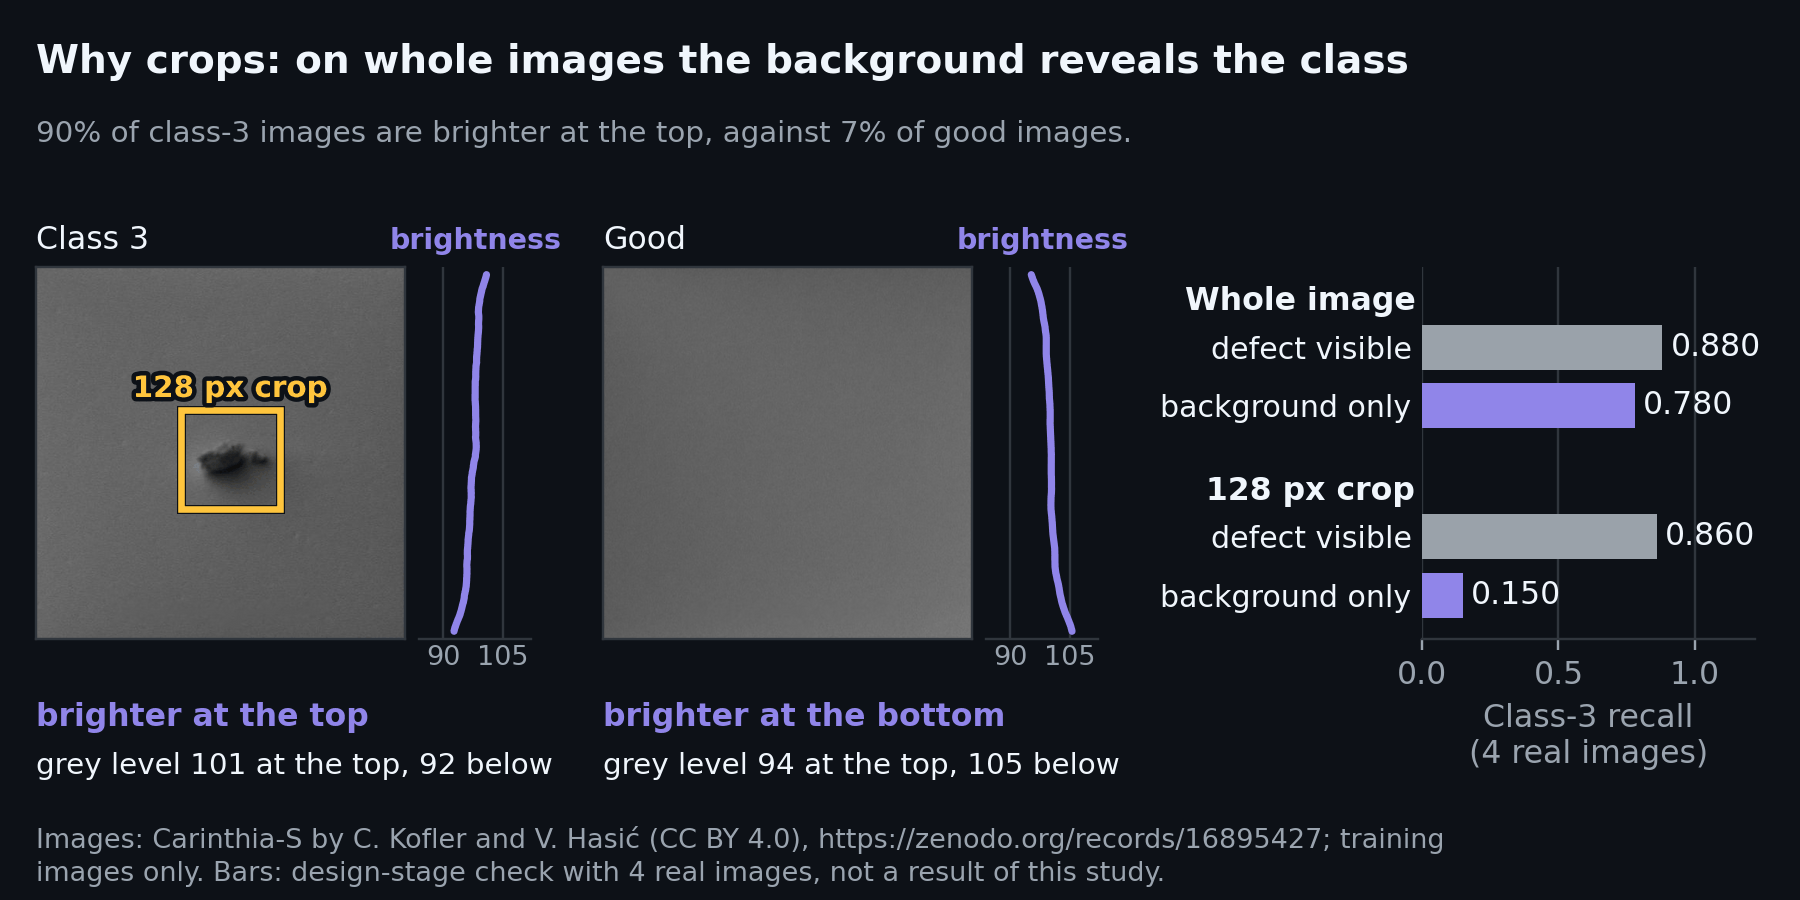 Why crops: on whole images the background reveals the class
90% of class-3 images are brighter at the top, against 7% of good images.
Class 3
brightness
128 px crop
90 105
brighter at the top
grey level 101 at the top, 92 below
Good
brightness
90 105
brighter at the bottom
grey level 94 at the top, 105 below
Whole image
defect visible 0.880
background only 0.780
128 px crop
defect visible 0.860
background only 0.150
0.0 0.5 1.0
Class-3 recall
(4 real images)
Images: Carinthia-S by C. Kofler and V. Hasić (CC BY 4.0), https://zenodo.org/records/16895427; training
images only. Bars: design-stage check with 4 real images, not a result of this study.